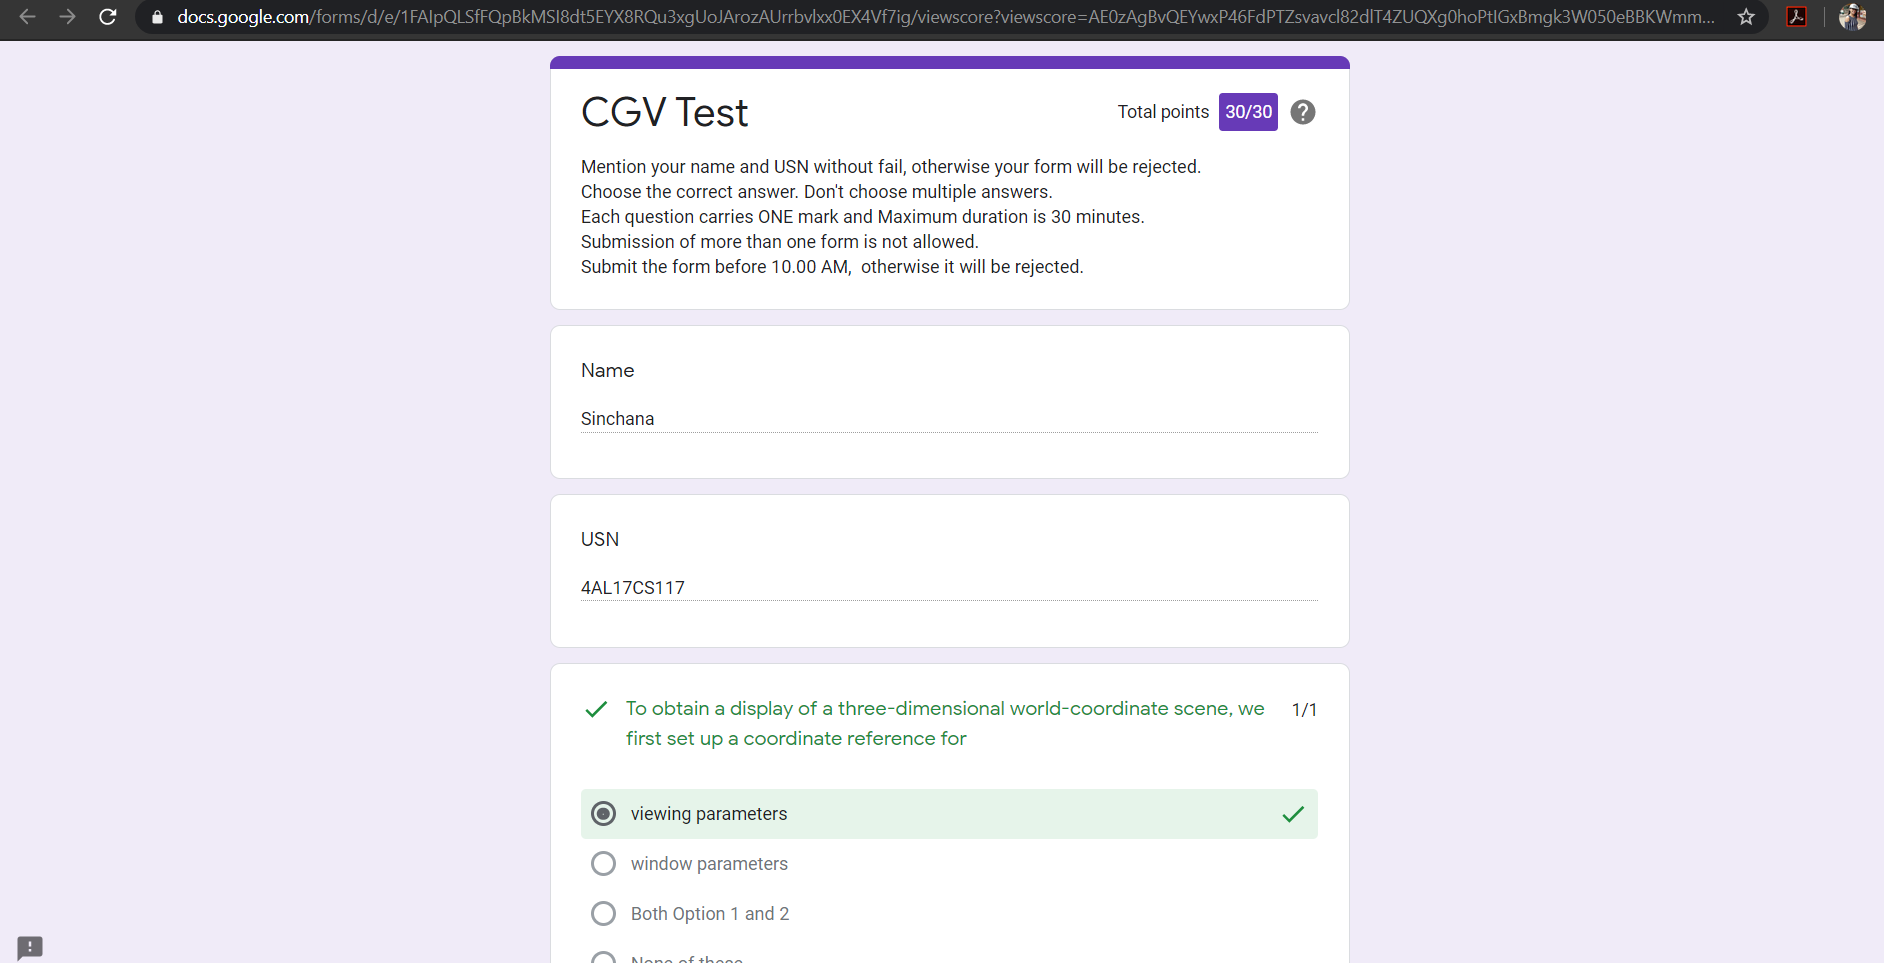 docs.google.com/forms/d/e/1FAIpQLSfFQpBkMSI8dt5EYX8RQu3xgUoJArozAUrrbvlxx0EX4Vf7ig/viewscore?viewscore=AE0zAgBvQEYwxP46FdPTZsvavcl82dlT4ZUQXg0hoPtIGxBmgk3W050eBBKWmm...
CGV Test
Total points 30/30
Mention your name and USN without fail, otherwise your form will be rejected.
Choose the correct answer. Don't choose multiple answers.
Each question carries ONE mark and Maximum duration is 30 minutes.
Submission of more than one form is not allowed.
Submit the form before 10.00 AM,  otherwise it will be rejected.
Name
Sinchana
USN
4AL17CS117
To obtain a display of a three-dimensional world-coordinate scene, we 1/1
first set up a coordinate reference for
viewing parameters
window parameters
Both Option 1 and 2
None of these